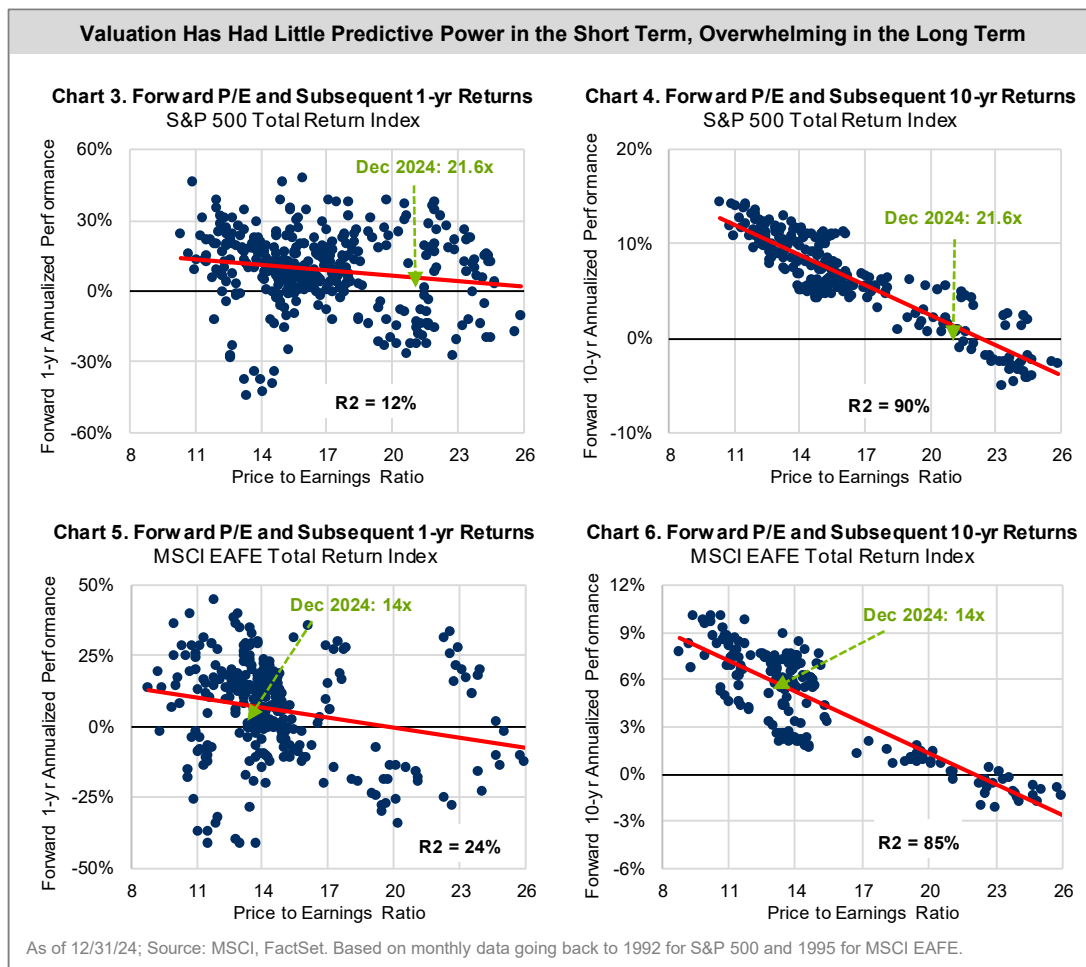 Valuation Has Had Little Predictive Power in the Short Term, Overwhelming in the Long Term
Chart 3. Forward P/E and Subsequent 1-yr Returns
S&P 500 Total Return Index
Forward 1-yr Annualized Performance
60%
30%
0%
-30%
-60%
Dec 2024: 21.6x
R2 = 12%
8
11
14
17
20
23
26
Price to Earnings Ratio
Chart 4. Forward P/E and Subsequent 10-yr Returns
S&P 500 Total Return Index
Forward 10-yr Annualized Performance
20%
10%
0%
-10%
Dec 2024: 21.6x
R2 = 90%
8
11
14
17
20
23
26
Price to Earnings Ratio
Chart 5. Forward P/E and Subsequent 1-yr Returns
MSCI EAFE Total Return Index
Forward 1-yr Annualized Performance
50%
25%
0%
-25%
-50%
Dec 2024: 14x
R2 = 24%
8
11
14
17
20
23
26
Price to Earnings Ratio
Chart 6. Forward P/E and Subsequent 10-yr Returns
MSCI EAFE Total Return Index
Forward 10-yr Annualized Performance
12%
9%
6%
3%
0%
-3%
-6%
Dec 2024: 14x
R2 = 85%
8
11
14
17
20
23
26
Price to Earnings Ratio
As of 12/31/24; Source: MSCI, FactSet. Based on monthly data going back to 1992 for S&P 500 and 1995 for MSCI EAFE.